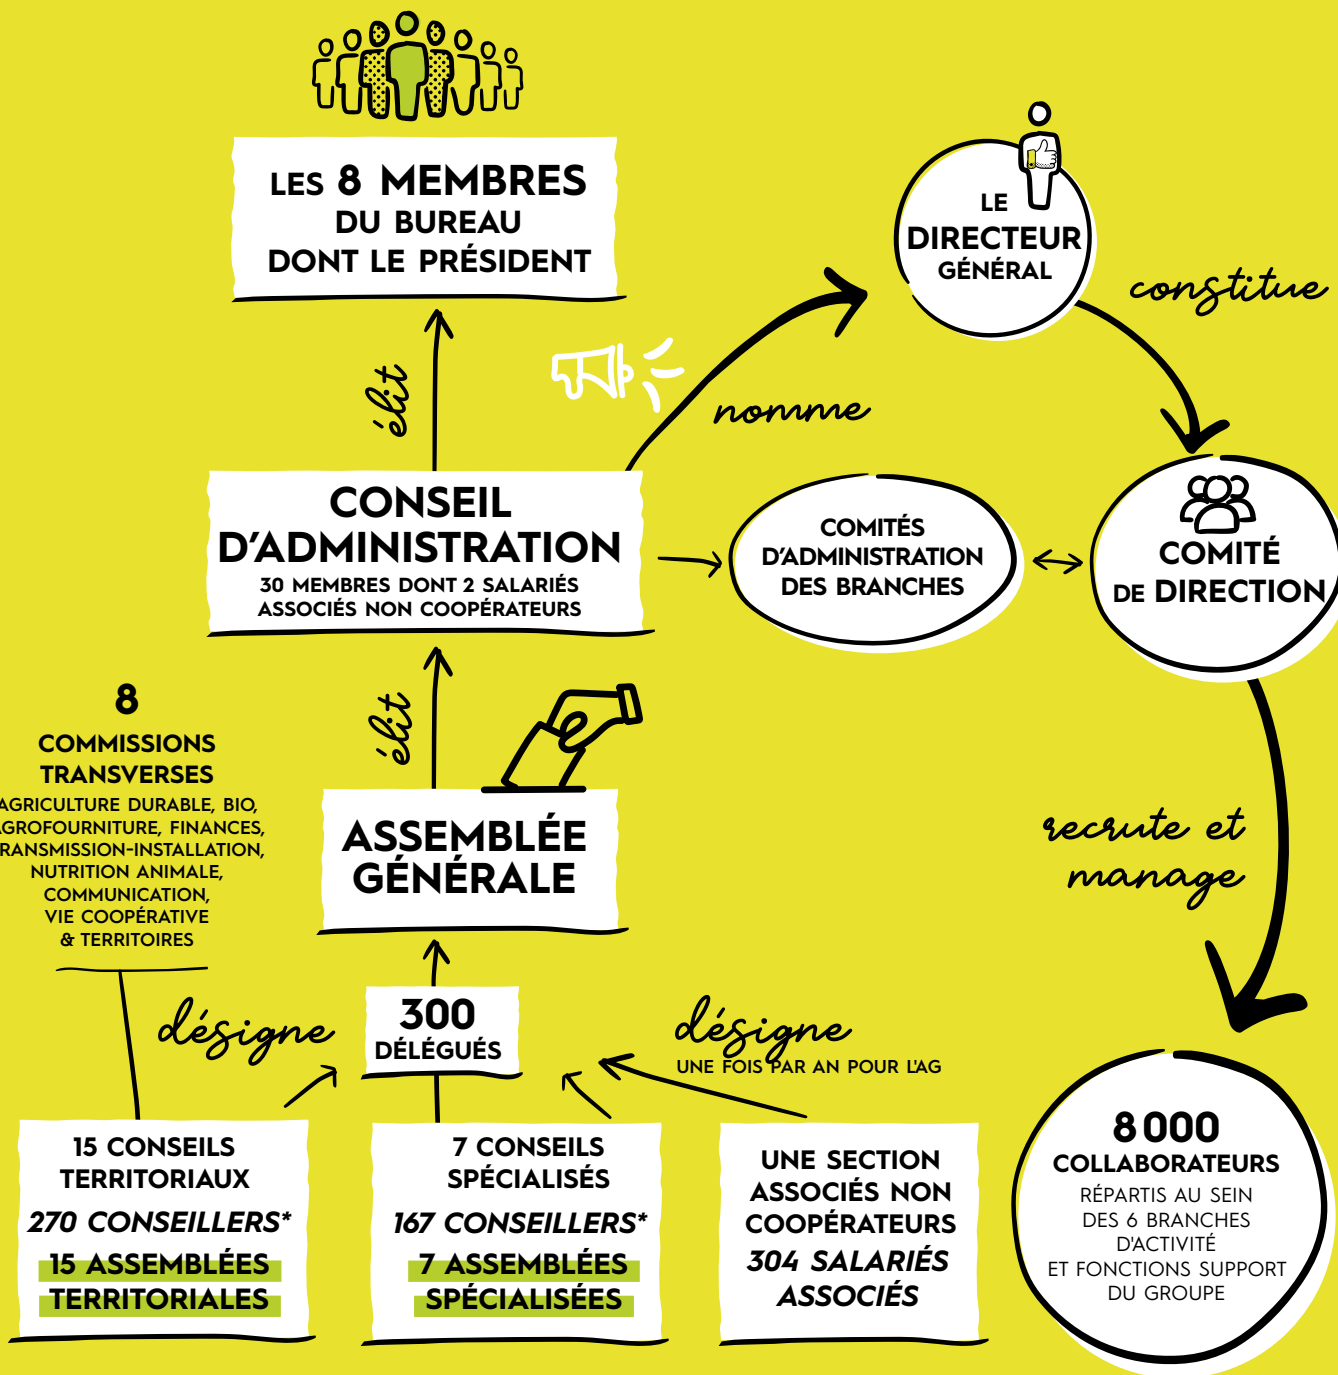 LES 8 MEMBRES
DU BUREAU
DONT LE PRÉSIDENT
LE
DIRECTEUR
GÉNÉRAL
constitue
élit
nomme
CONSEIL
D'ADMINISTRATION
30 MEMBRES DONT 2 SALARIÉS
ASSOCIÉS NON COOPÉRATEURS
COMITÉS
D'ADMINISTRATION
DES BRANCHES
COMITÉ
DE DIRECTION
élit
8
COMMISSIONS
TRANSVERSES
AGRICULTURE DURABLE, BIO,
AGROFOURNITURE, FINANCES,
TRANSMISSION-INSTALLATION,
NUTRITION ANIMALE,
COMMUNICATION,
VIE COOPÉRATIVE
& TERRITOIRES
ASSEMBLÉE
GÉNÉRALE
recrute et
manage
désigne
300
DÉLÉGUÉS
désigne
UNE FOIS PAR AN POUR L'AG
15 CONSEILS
TERRITORIAUX
270 CONSEILLERS*
15 ASSEMBLÉES
TERRITORIALES
7 CONSEILS
SPÉCIALISÉS
167 CONSEILLERS*
7 ASSEMBLÉES
SPÉCIALISÉES
UNE SECTION
ASSOCIÉS NON
COOPÉRATEURS
304 SALARIÉS
ASSOCIÉS
8 000
COLLABORATEURS
RÉPARTIS AU SEIN
DES 6 BRANCHES
D'ACTIVITÉ
ET FONCTIONS SUPPORT
DU GROUPE